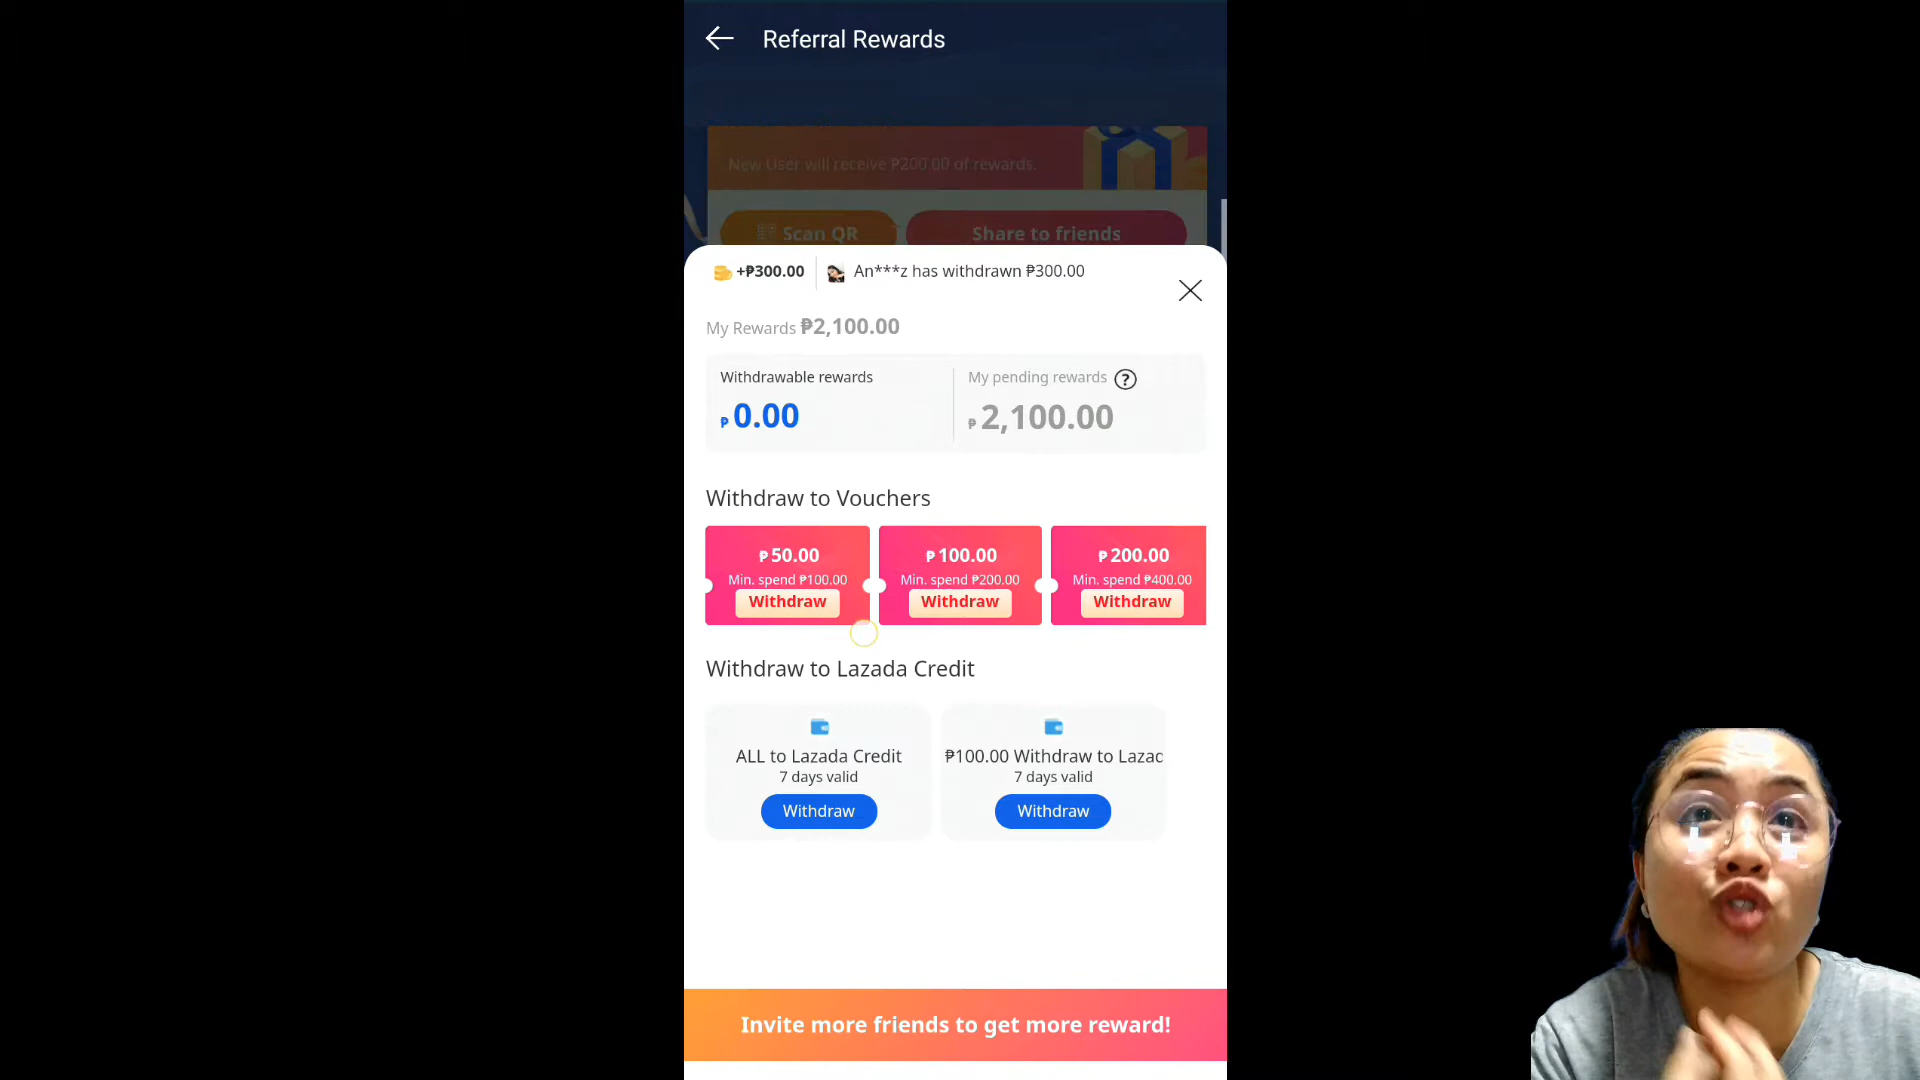 Referral Rewards
New User will receive ₱200.00 of rewards.
Scan QR
Share to friends
+₱300.00
An***z has withdrawn ₱300.00
My Rewards ₱2,100.00
Withdrawable rewards
₱ 0.00
My pending rewards ?
₱ 2,100.00
Withdraw to Vouchers
₱ 50.00
Min. spend ₱100.00
Withdraw
₱ 100.00
Min. spend ₱200.00
Withdraw
₱ 200.00
Min. spend ₱400.00
Withdraw
Withdraw to Lazada Credit
ALL to Lazada Credit
7 days valid
Withdraw
₱100.00 Withdraw to Lazac
7 days valid
Withdraw
Invite more friends to get more reward!